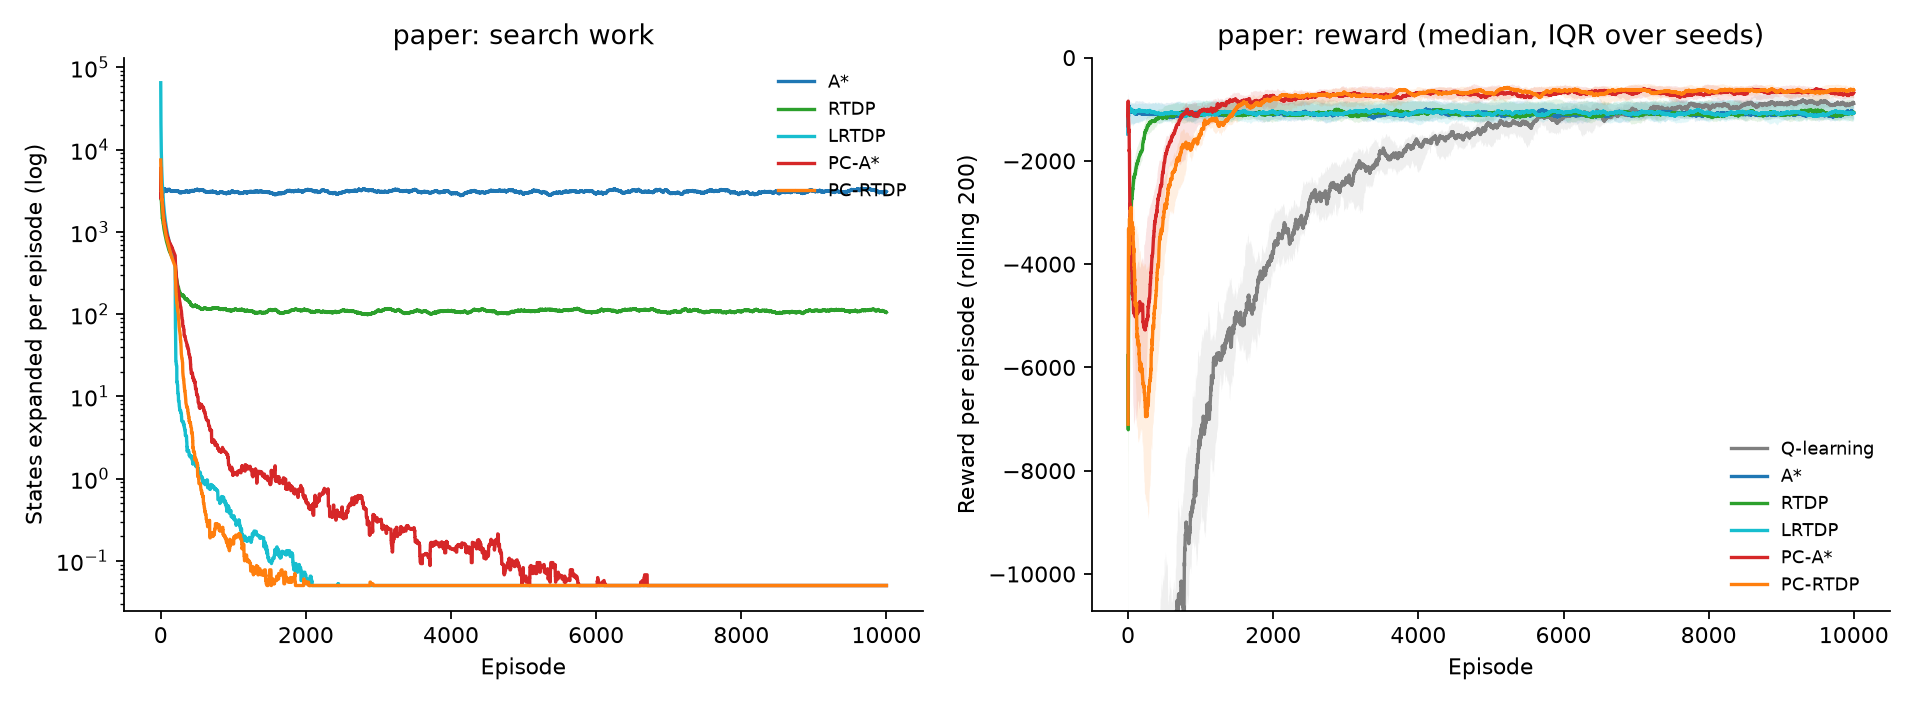 paper: search work
States expanded per episode (log)
10^5
10^4
10^3
10^2
10^1
10^0
10^−1
A*
RTDP
LRTDP
PC-A*
PC-RTDP
0
2000
4000
6000
8000
10000
Episode
paper: reward (median, IQR over seeds)
Reward per episode (rolling 200)
0
−2000
−4000
−6000
−8000
−10000
Q-learning
A*
RTDP
LRTDP
PC-A*
PC-RTDP
0
2000
4000
6000
8000
10000
Episode